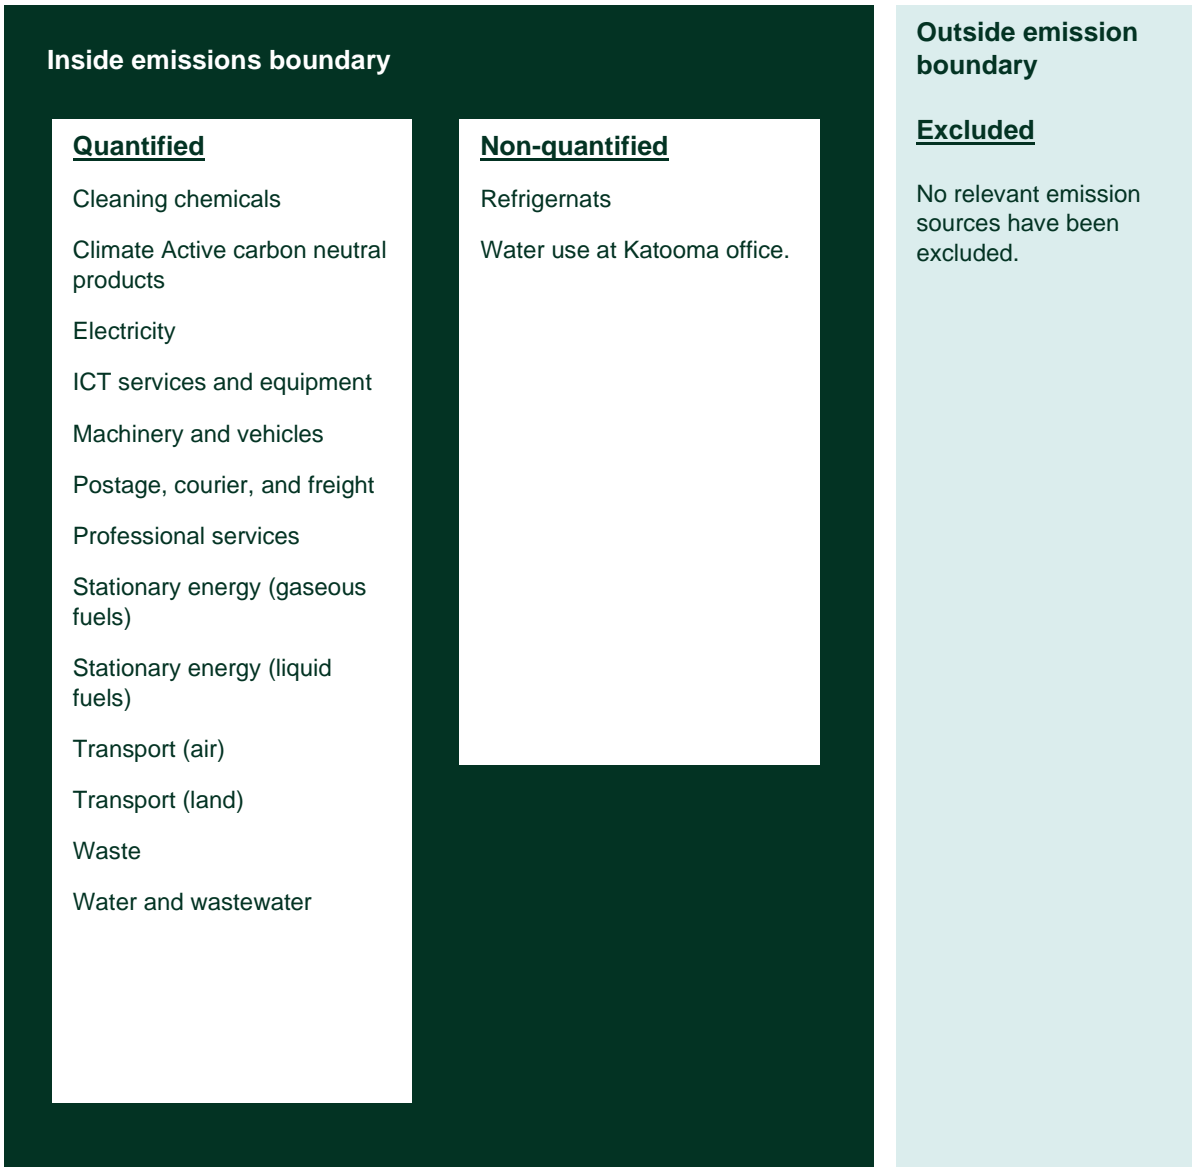 Inside emissions boundary
Quantified
Cleaning chemicals
Climate Active carbon neutral
products
Electricity
ICT services and equipment
Machinery and vehicles
Postage, courier, and freight
Professional services
Stationary energy (gaseous
fuels)
Stationary energy (liquid
fuels)
Transport (air)
Transport (land)
Waste
Water and wastewater
Non-quantified
Refrigernats
Water use at Katooma office.
Outside emission
boundary
Excluded
No relevant emission
sources have been
excluded.